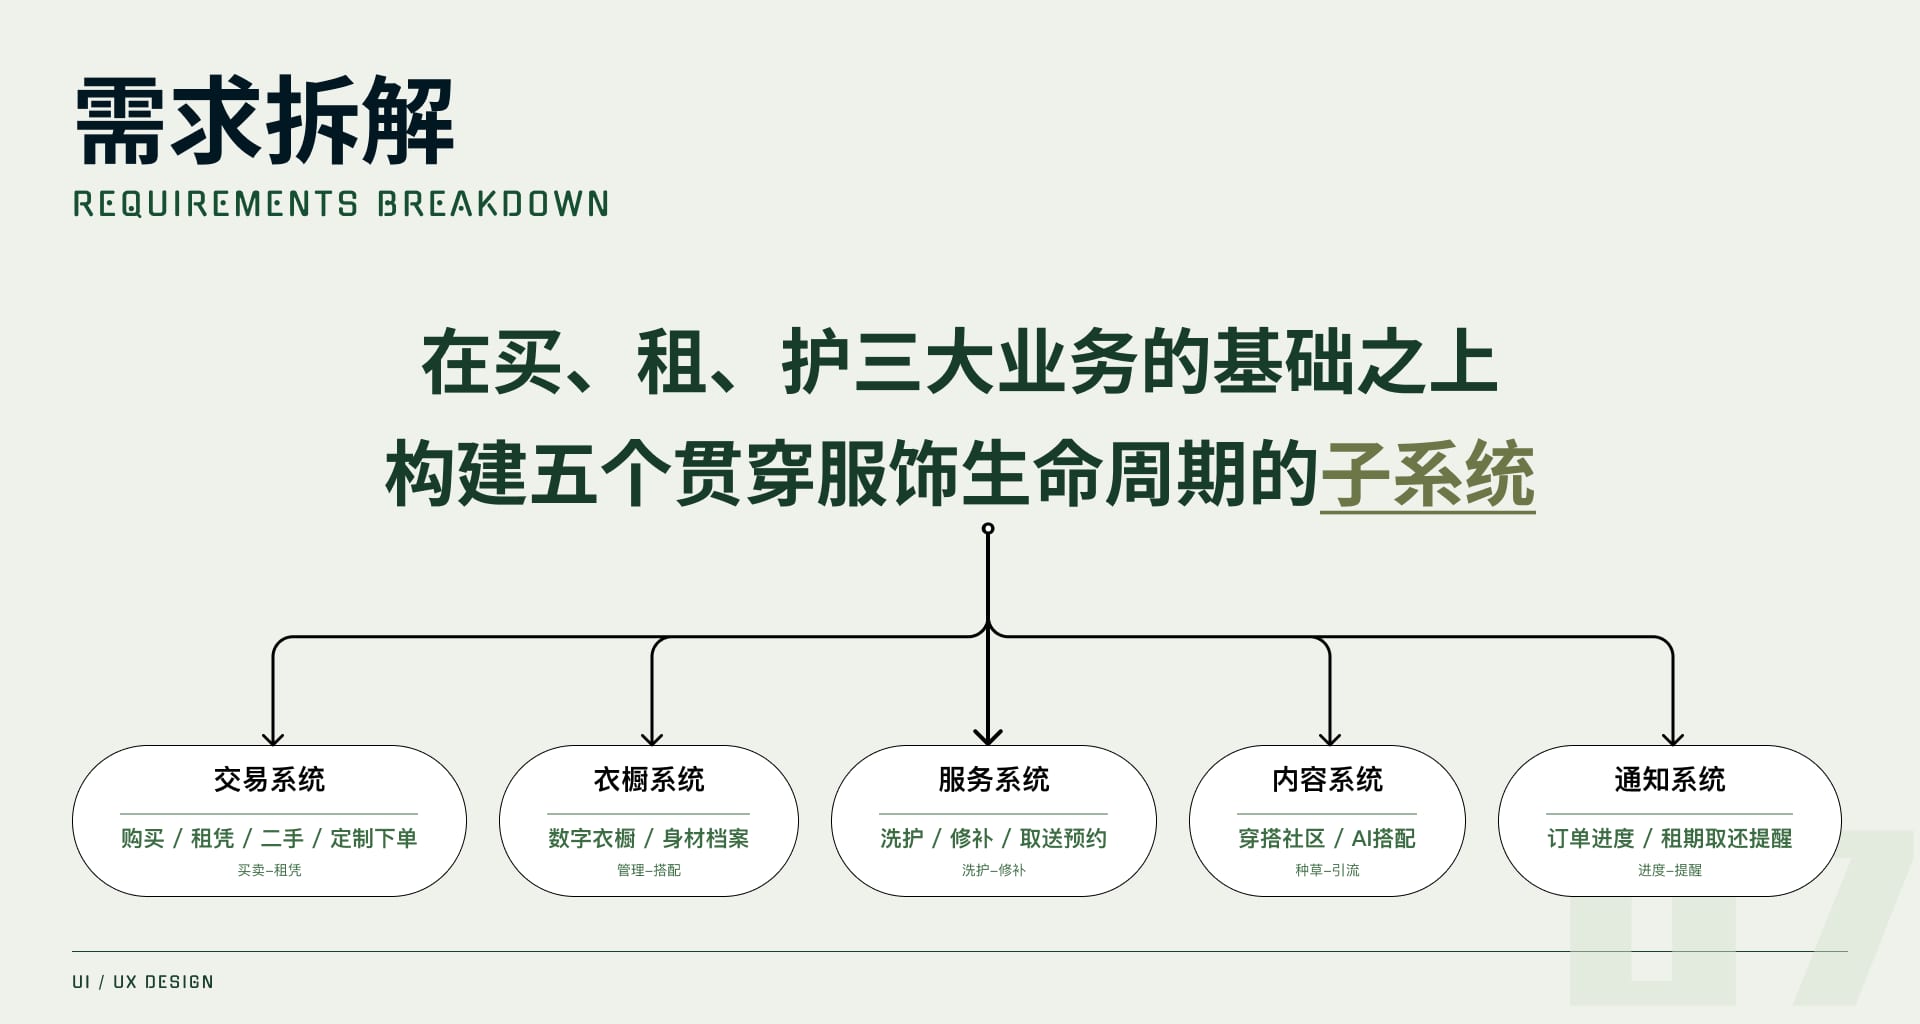 需求拆解
REQUIREMENTS BREAKDOWN
在买、租、护三大业务的基础之上
构建五个贯穿服饰生命周期的子系统
交易系统
购买 / 租凭 / 二手 / 定制下单
买卖–租凭
衣橱系统
数字衣橱 / 身材档案
管理–搭配
服务系统
洗护 / 修补 / 取送预约
洗护–修补
内容系统
穿搭社区 / AI搭配
种草–引流
通知系统
订单进度 / 租期取还提醒
进度–提醒
07
UI / UX DESIGN